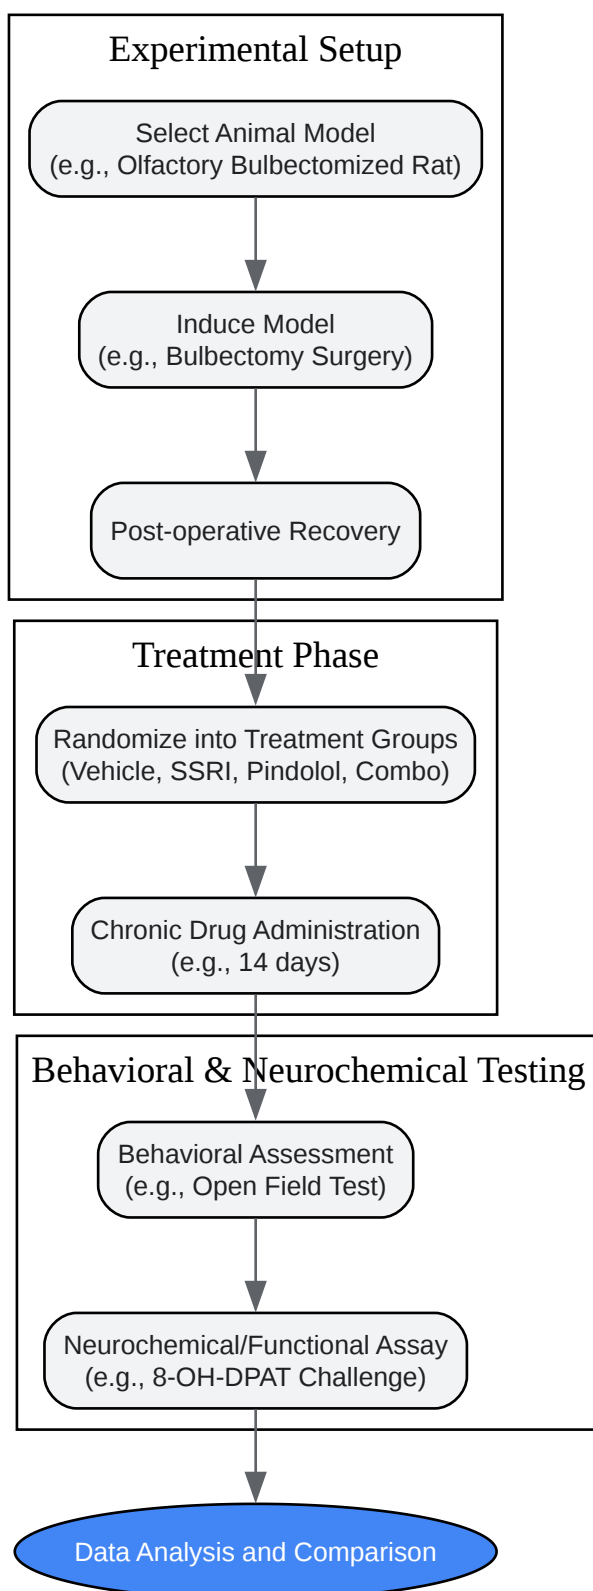 Experimental Setup
Select Animal Model
(e.g., Olfactory Bulbectomized Rat)
Induce Model
(e.g., Bulbectomy Surgery)
Post-operative Recovery
Treatment Phase
Randomize into Treatment Groups
(Vehicle, SSRI, Pindolol, Combo)
Chronic Drug Administration
(e.g., 14 days)
Behavioral & Neurochemical Testing
Behavioral Assessment
(e.g., Open Field Test)
Neurochemical/Functional Assay
(e.g., 8-OH-DPAT Challenge)
Data Analysis and Comparison